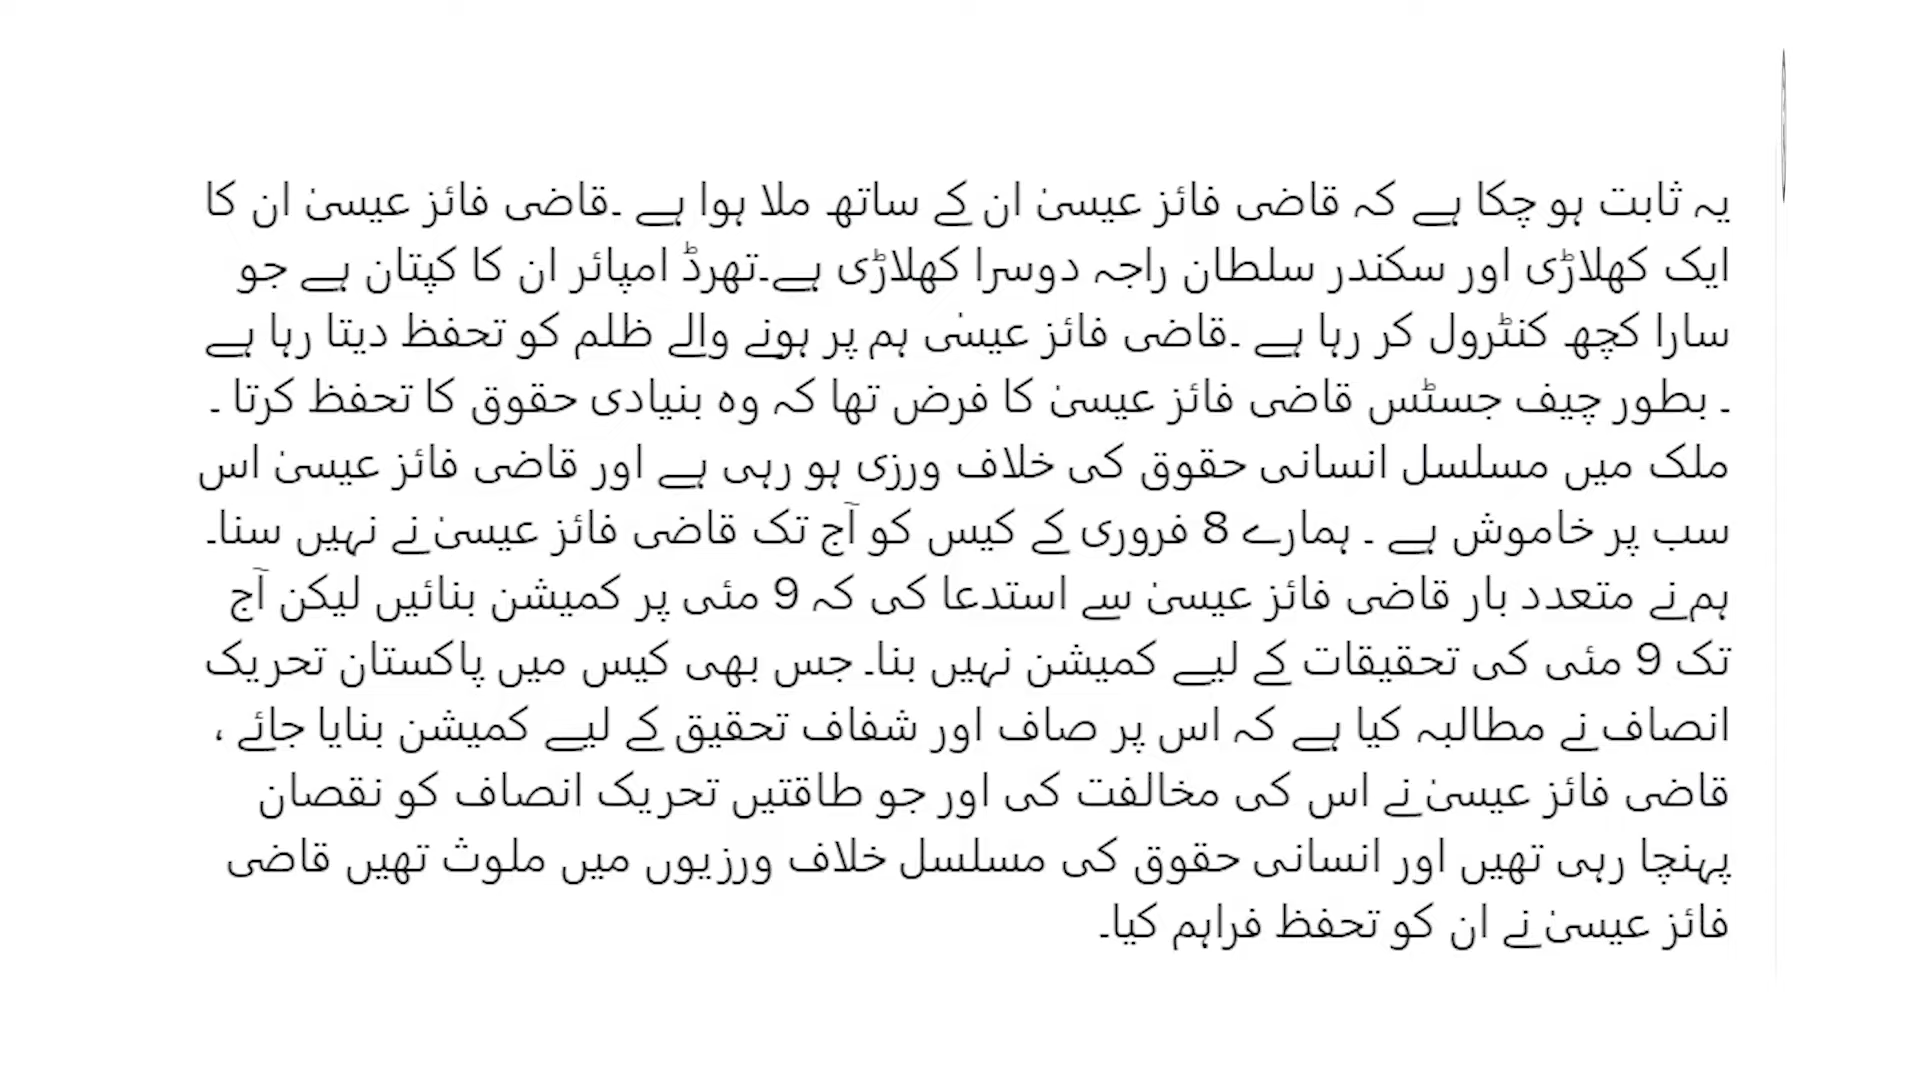 یہ ثابت ہو چکا ہے کہ قاضی فائز عیسیٰ ان کے ساتھ ملا ہوا ہے ۔قاضی فائز عیسیٰ ان کا
ایک کھلاڑی اور سکندر سلطان راجہ دوسرا کھلاڑی ہے۔تھرڈ امپائر ان کا کپتان ہے جو
سارا کچھ کنٹرول کر رہا ہے ۔قاضی فائز عیسٰی ہم پر ہونے والے ظلم کو تحفظ دیتا رہا ہے
۔ بطور چیف جسٹس قاضی فائز عیسیٰ کا فرض تھا کہ وہ بنیادی حقوق کا تحفظ کرتا ۔
ملک میں مسلسل انسانی حقوق کی خلاف ورزی ہو رہی ہے اور قاضی فائز عیسیٰ اس
سب پر خاموش ہے ۔ ہمارے 8 فروری کے کیس کو آج تک قاضی فائز عیسیٰ نے نہیں سنا۔
ہم نے متعدد بار قاضی فائز عیسیٰ سے استدعا کی کہ 9 مئی پر کمیشن بنائیں لیکن آج
تک 9 مئی کی تحقیقات کے لیے کمیشن نہیں بنا۔ جس بھی کیس میں پاکستان تحریک
انصاف نے مطالبہ کیا ہے کہ اس پر صاف اور شفاف تحقیق کے لیے کمیشن بنایا جائے ،
قاضی فائز عیسیٰ نے اس کی مخالفت کی اور جو طاقتیں تحریک انصاف کو نقصان
پہنچا رہی تھیں اور انسانی حقوق کی مسلسل خلاف ورزیوں میں ملوث تھیں قاضی
فائز عیسیٰ نے ان کو تحفظ فراہم کیا۔